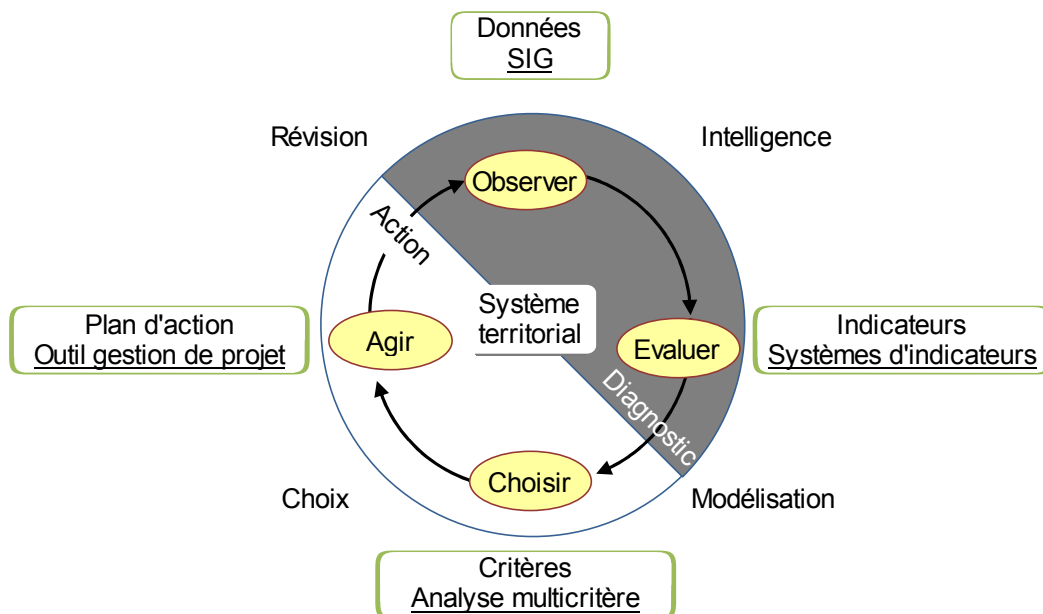 Données
SIG
Révision
Intelligence
Observer
Action
Système
territorial
Plan d'action
Outil gestion de projet
Agir
Evaluer
Indicateurs
Systèmes d'indicateurs
Diagnostic
Choisir
Choix
Modélisation
Critères
Analyse multicritère